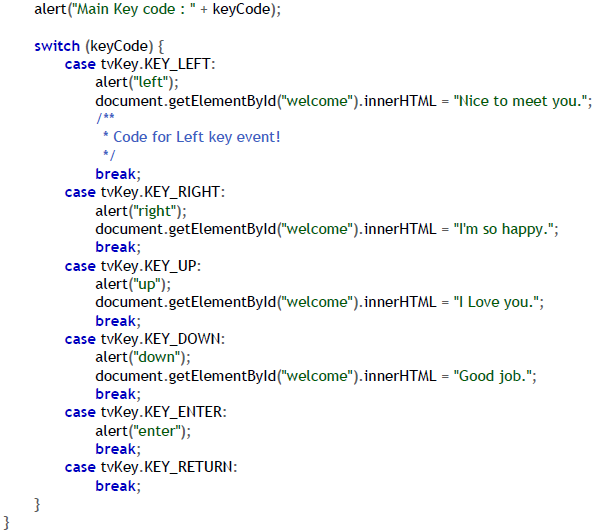 alert("Main Key code : " + keyCode);
switch (keyCode) {
case tvKey.KEY_LEFT:
alert("left");
document.getElementById("welcome").innerHTML = "Nice to meet you.";
/**
* Code for Left key event!
*/
break;
case tvKey.KEY_RIGHT:
alert("right");
document.getElementById("welcome").innerHTML = "I'm so happy.";
break;
case tvKey.KEY_UP:
alert("up");
document.getElementById("welcome").innerHTML = "I Love you.";
break;
case tvKey.KEY_DOWN:
alert("down");
document.getElementById("welcome").innerHTML = "Good job.";
break;
case tvKey.KEY_ENTER:
alert("enter");
break;
case tvKey.KEY_RETURN:
break;
}
}